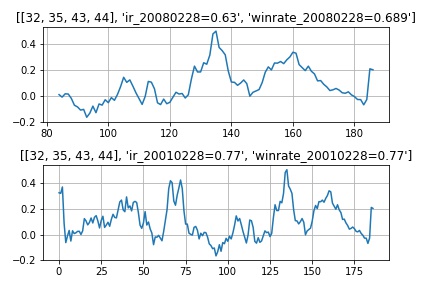 [[32, 35, 43, 44], 'ir_20080228=0.63', 'winrate_20080228=0.689']
0.4
0.2
0.0
−0.2
80 100 120 140 160 180
[[32, 35, 43, 44], 'ir_20010228=0.77', 'winrate_20010228=0.77']
0.4
0.2
0.0
−0.2
0 25 50 75 100 125 150 175